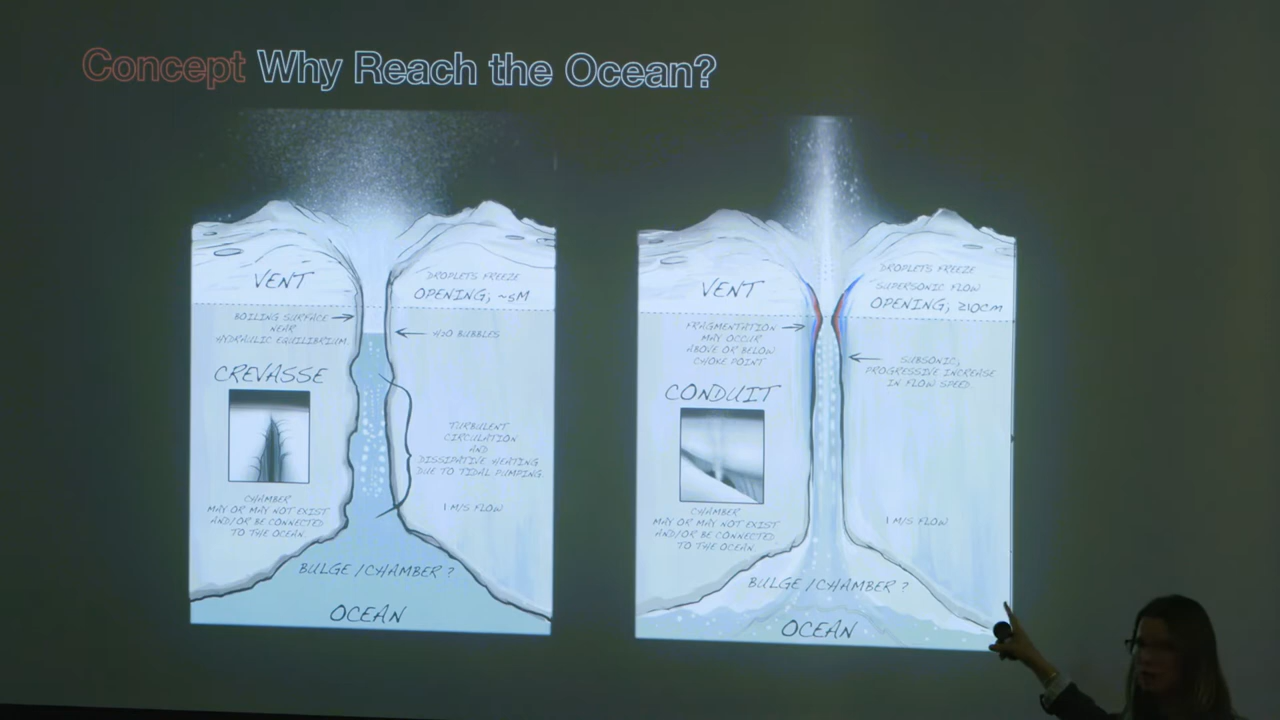 Concept Why Reach the Ocean?
VENT
DROPLETS FREEZE
OPENING; ~5M
BOILING SURFACE
NEAR
HYDRAULIC EQUILIBRIUM.
H2O BUBBLES
CREVASSE
TURBULENT
CIRCULATION
AND
DISSIPATIVE HEATING
DUE TO TIDAL PUMPING.
CHAMBER
MAY OR MAY NOT EXIST
AND/OR BE CONNECTED
TO THE OCEAN.
1 M/S FLOW
BULGE/CHAMBER?
OCEAN
VENT
DROPLETS FREEZE
SUPERSONIC FLOW
OPENING; ≥10CM
FRAGMENTATION
MAY OCCUR
ABOVE OR BELOW
CHOKE POINT
SUBSONIC,
PROGRESSIVE INCREASE
IN FLOW SPEED.
CONDUIT
CHAMBER
MAY OR MAY NOT EXIST
AND/OR BE CONNECTED
TO THE OCEAN
1 M/S FLOW
BULGE/CHAMBER?
OCEAN